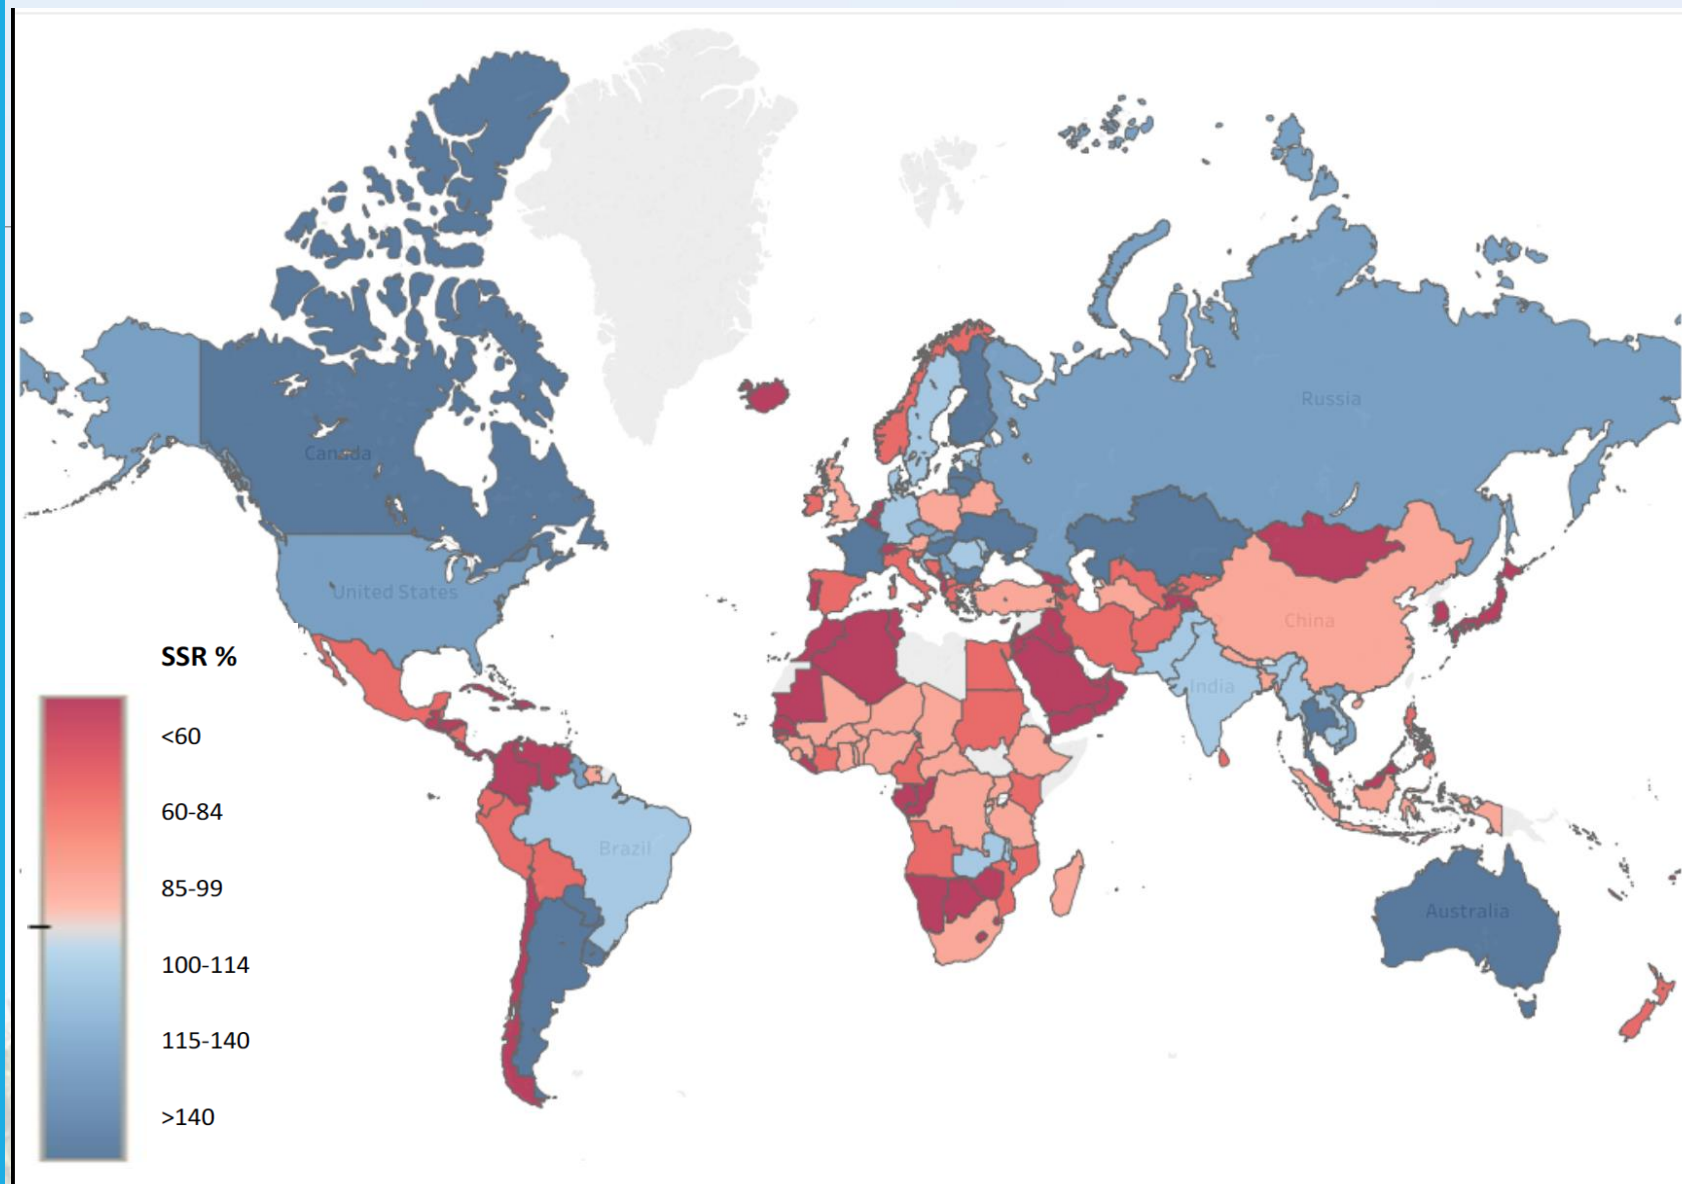 Russia
Canada
United States
China
India
Brazil
Australia
SSR %
<60
60-84
85-99
100-114
115-140
>140